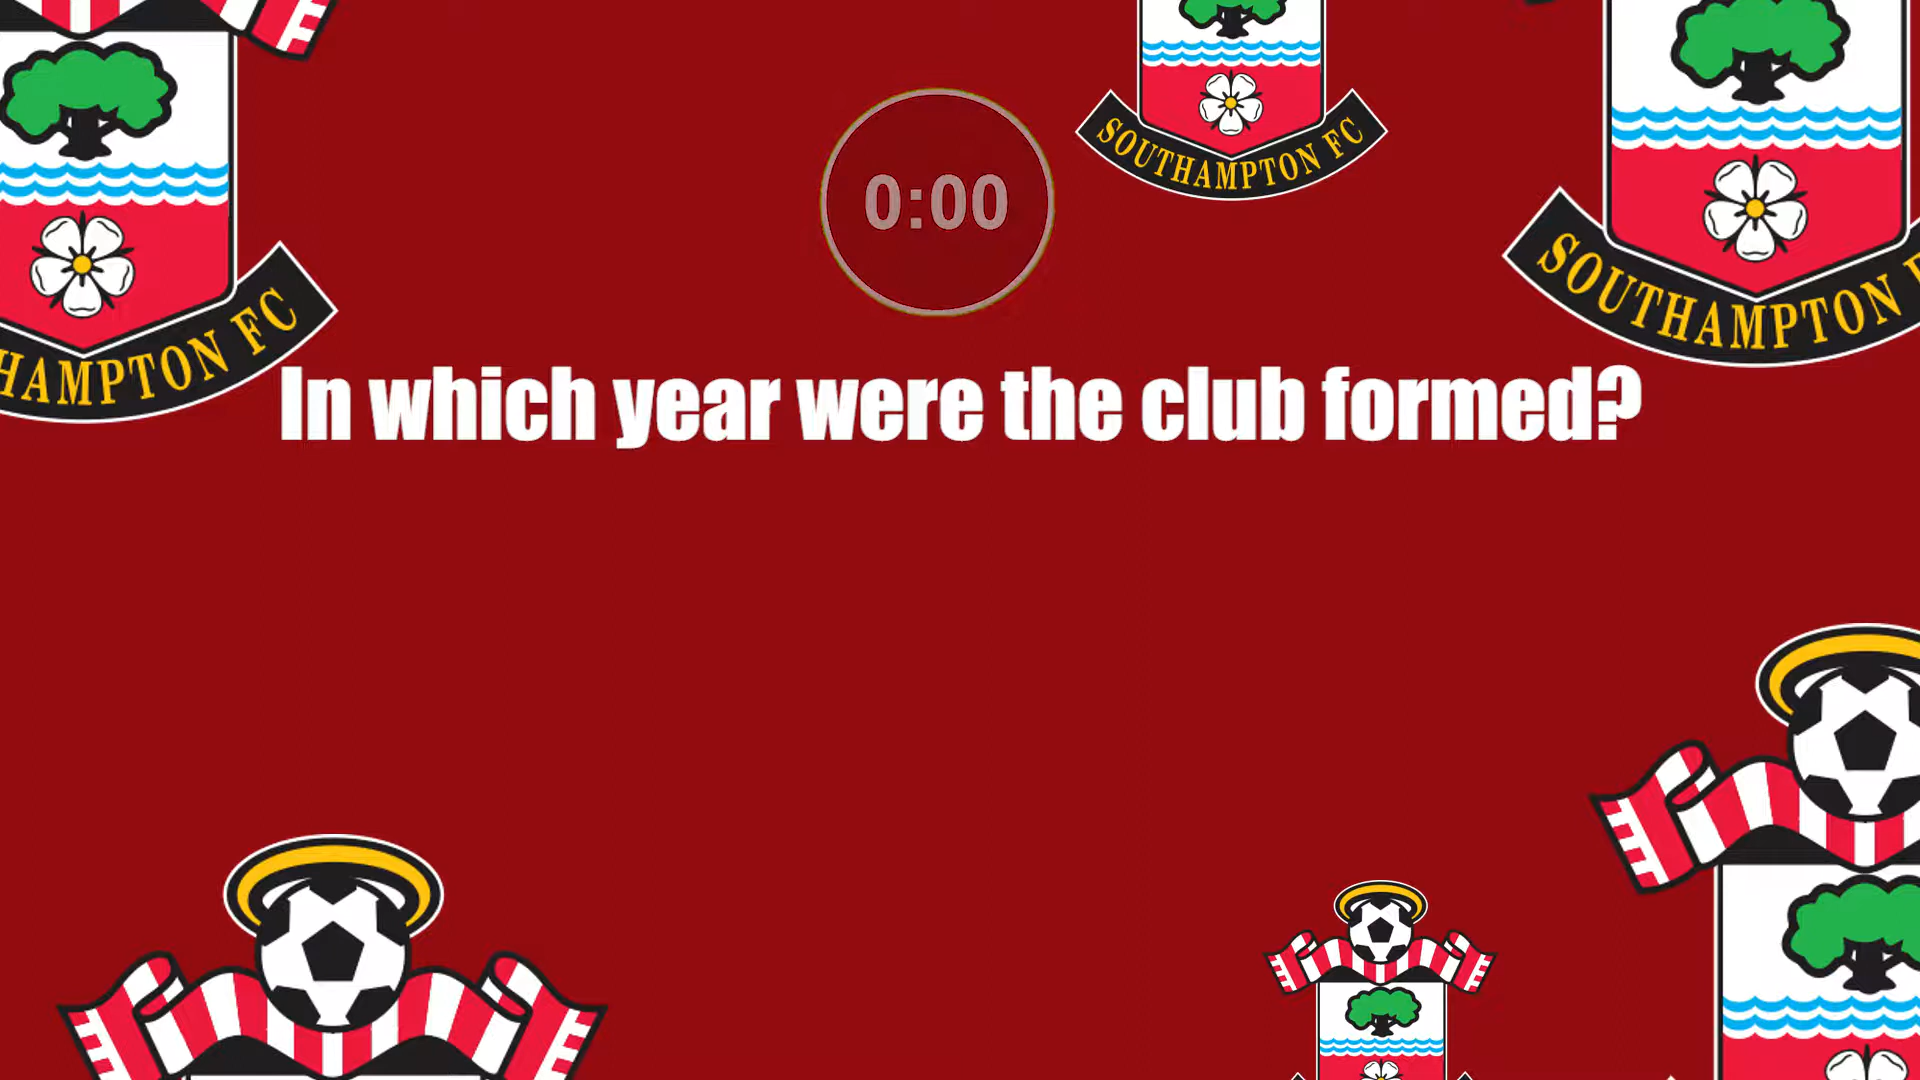 SOUTHAMPTON FC
0:00
HAMPTON FC
SOUTHAMPTON F
In which year were the club formed?